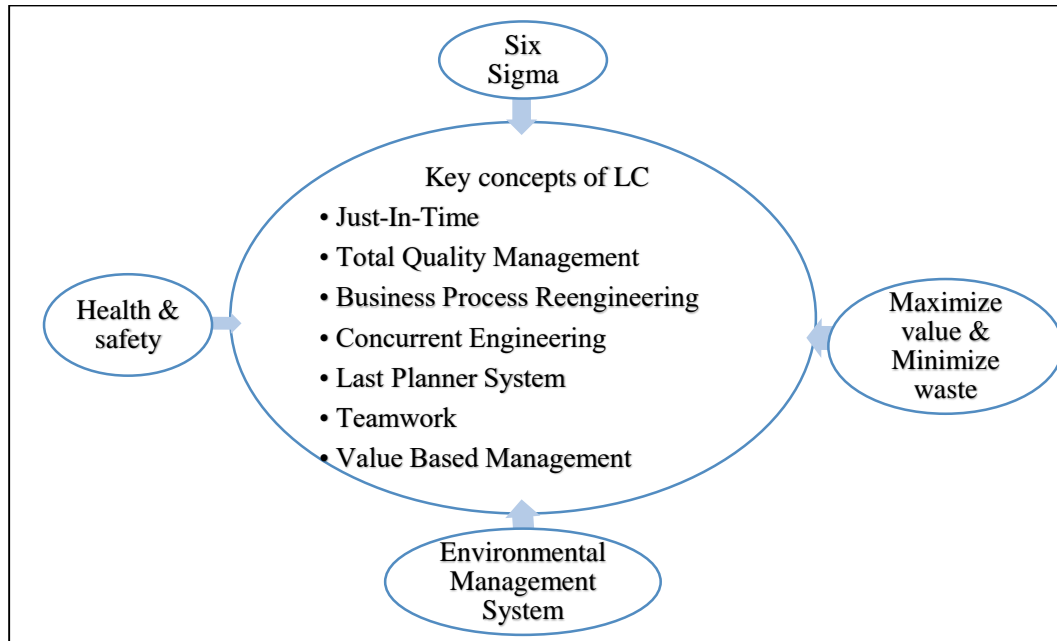 Six
Sigma
Key concepts of LC
• Just-In-Time
• Total Quality Management
• Business Process Reengineering
• Concurrent Engineering
• Last Planner System
• Teamwork
• Value Based Management
Health &
safety
Maximize
value &
Minimize
waste
Environmental
Management
System